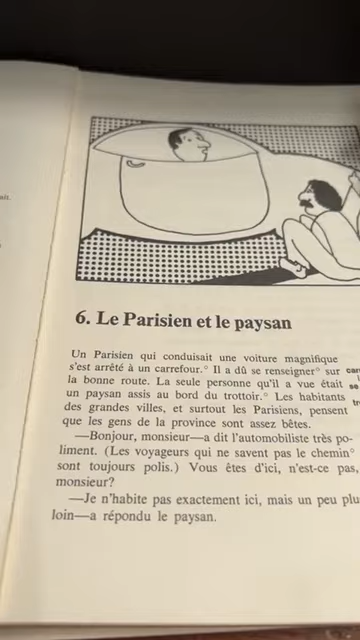 ait.
6. Le Parisien et le paysan
Un Parisien qui conduisait une voiture magnifique
s'est arrêté à un carrefour.° Il a dû se renseigner° sur
la bonne route. La seule personne qu'il a vue était
un paysan assis au bord du trottoir.° Les habitants
des grandes villes, et surtout les Parisiens, pensent
que les gens de la province sont assez bêtes.
—Bonjour, monsieur—a dit l'automobiliste très po-
liment. (Les voyageurs qui ne savent pas le chemin°
sont toujours polis.) Vous êtes d'ici, n'est-ce pas,
monsieur?
—Je n'habite pas exactement ici, mais un peu plus
loin—a répondu le paysan.